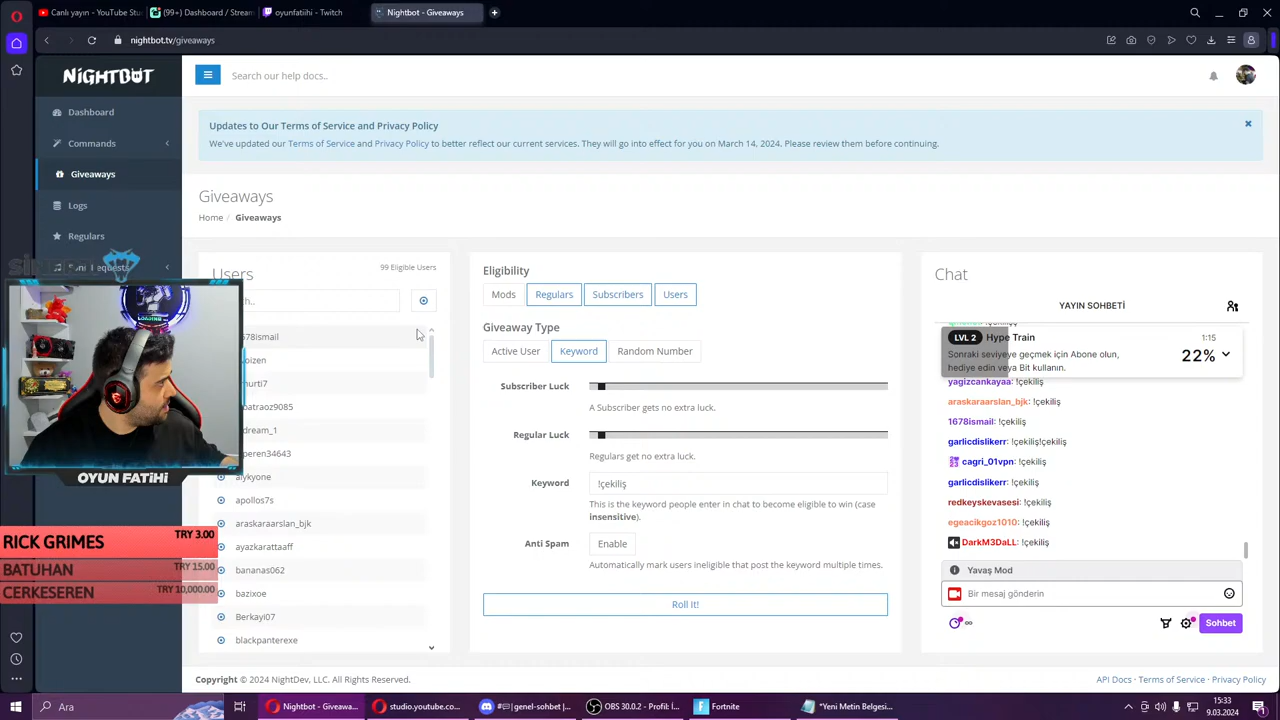 Canlı yayın - YouTube Stu
(99+) Dashboard / Stream
oyunfatihi - Twitch
Nightbot - Giveaways
nightbot.tv/giveaways
NIGHTBOT
Search our help docs..
Dashboard
Commands
Giveaways
Logs
Regulars
Updates to Our Terms of Service and Privacy Policy
We've updated our Terms of Service and Privacy Policy to better reflect our current services. They will go into effect for you on March 14, 2024. Please review them before continuing.
Giveaways
Home / Giveaways
Users
99 Eligible Users
1678ismail
araskaraarslan_bjk
alykyone
apollos7s
ayazkarattaaff
bananas062
bazixoe
Berkayi07
blackpanterexe
Eligibility
Mods
Regulars
Subscribers
Users
Giveaway Type
Active User
Keyword
Random Number
Subscriber Luck
A Subscriber gets no extra luck.
Regular Luck
Regulars get no extra luck.
Keyword
!çekiliş
This is the keyword people enter in chat to become eligible to win (case insensitive).
Anti Spam
Enable
Automatically mark users ineligible that post the keyword multiple times.
Roll It!
Chat
YAYIN SOHBETİ
LVL 2
Hype Train
1:15
Sonraki seviyeye geçmek için Abone olun,
hediye edin veya Bit kullanın.
22%
yagizcankayaa: !çekiliş
araskaraarslan_bjk: !çekiliş
1678ismail: !çekiliş
garlicdislikerr: !çekiliş!çekiliş
cagri_01vpn: !çekiliş
garlicdislikerr: !çekiliş
redkeyskevasesi: !çekiliş
egeacikgoz1010: !çekiliş
DarkM3DaLL: !çekiliş
Yavaş Mod
Bir mesaj gönderin
Sohbet
OYUN FATİHİ
RICK GRIMES TRY 3.00
BATUHAN TRY 15.00
CERKESEREN TRY 10,000.00
Copyright © 2024 NightDev, LLC. All Rights Reserved.
API Docs - Terms of Service - Privacy Policy
Ara
Nightbot - Giveawa...
studio.youtube.co...
#genel-sohbet |...
OBS 30.0.2 - Profil: İ...
Fortnite
*Yeni Metin Belgesi...
15:33
9.03.2024